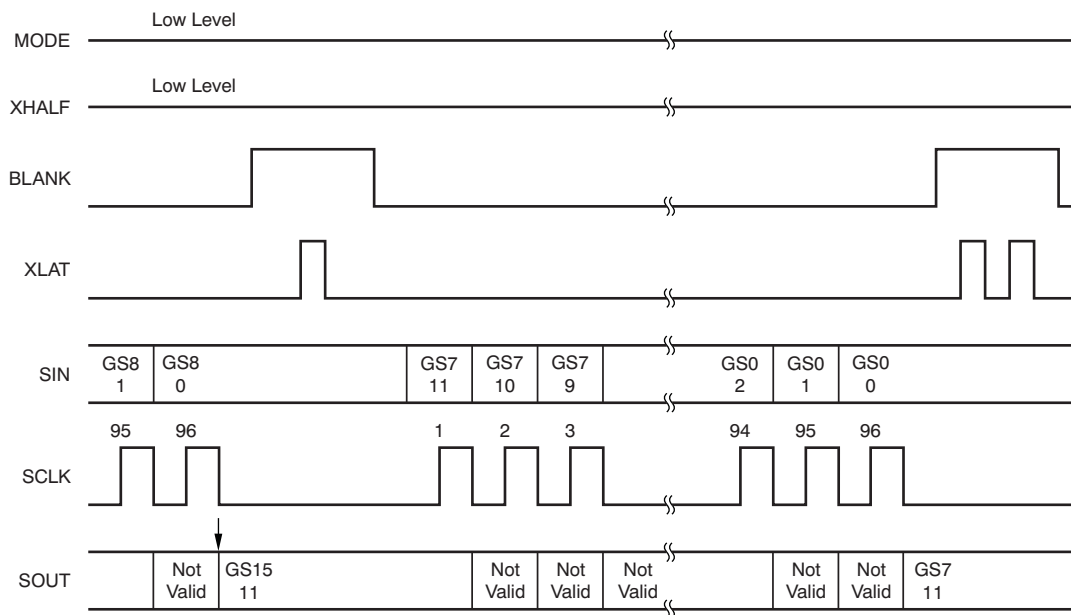 Low Level
MODE
Low Level
XHALF
BLANK
XLAT
SIN
GS8 1
GS8 0
GS7 11
GS7 10
GS7 9
GS0 2
GS0 1
GS0 0
95 96 1 2 3 94 95 96
SCLK
SOUT
Not Valid
GS15 11
Not Valid
Not Valid
Not Valid
Not Valid
Not Valid
GS7 11